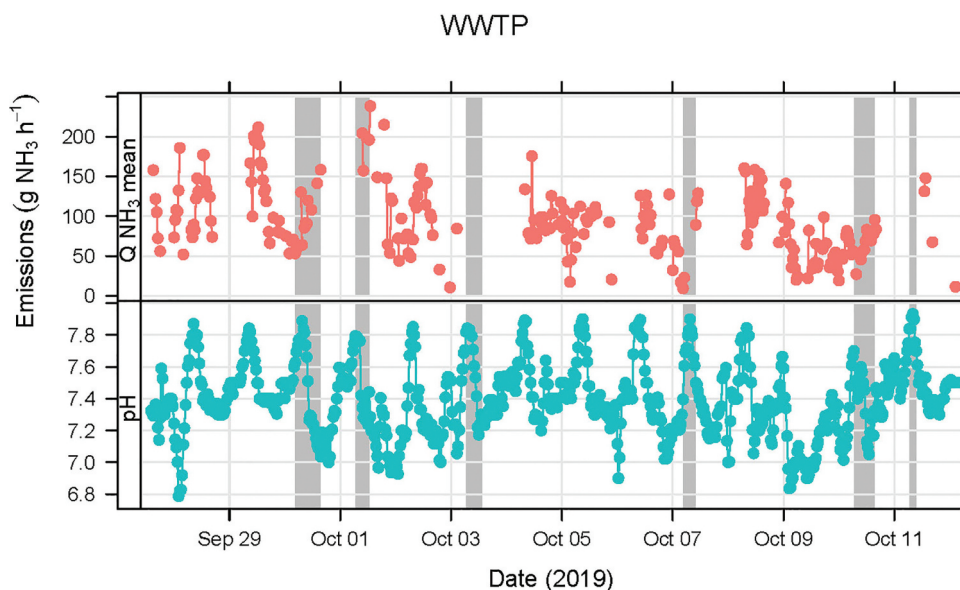 WWTP
Emissions (g NH₃ h⁻¹)
Q NH₃ mean
200
150
100
50
0
pH
7.8
7.6
7.4
7.2
7.0
6.8
Sep 29
Oct 01
Oct 03
Oct 05
Oct 07
Oct 09
Oct 11
Date (2019)